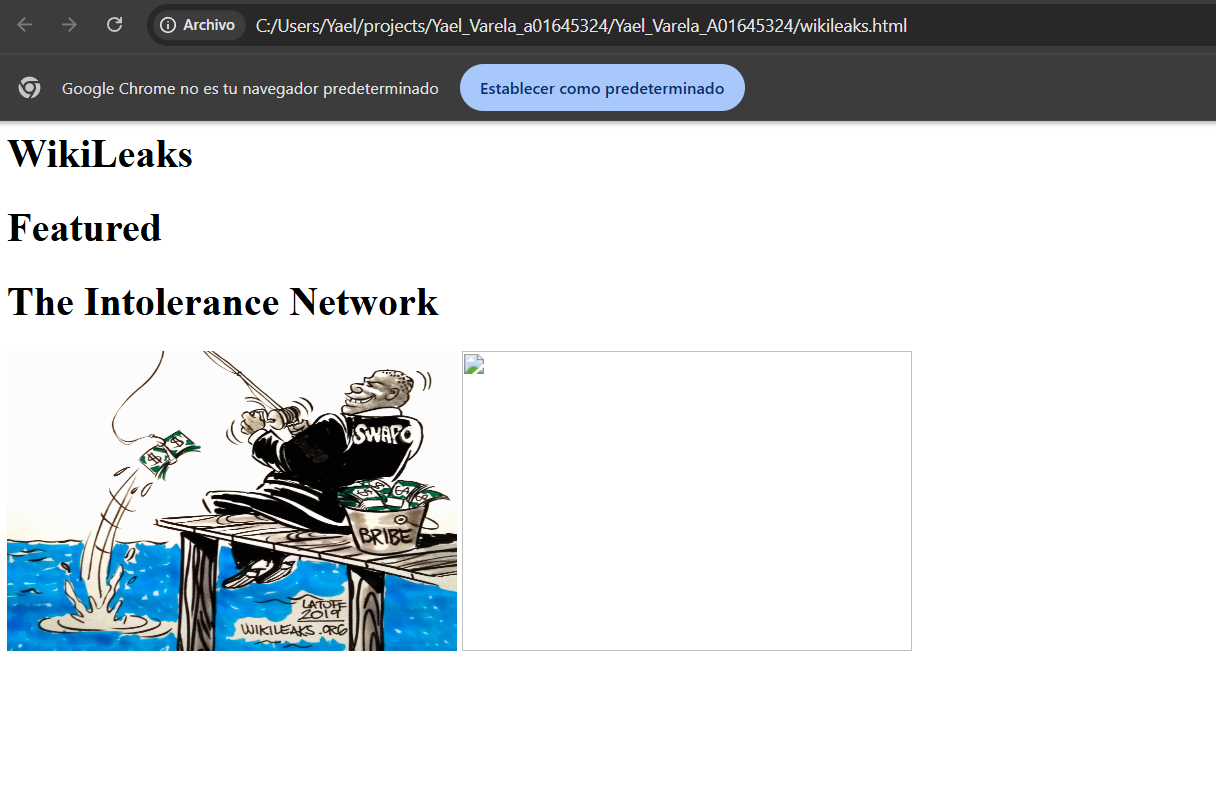 Archivo C:/Users/Yael/projects/Yael_Varela_a01645324/Yael_Varela_A01645324/wikileaks.html
Google Chrome no es tu navegador predeterminado Establecer como predeterminado
WikiLeaks
Featured
The Intolerance Network
SWAPO
$
$
BRIBE
LATUFF
2019
WIKILEAKS.ORG